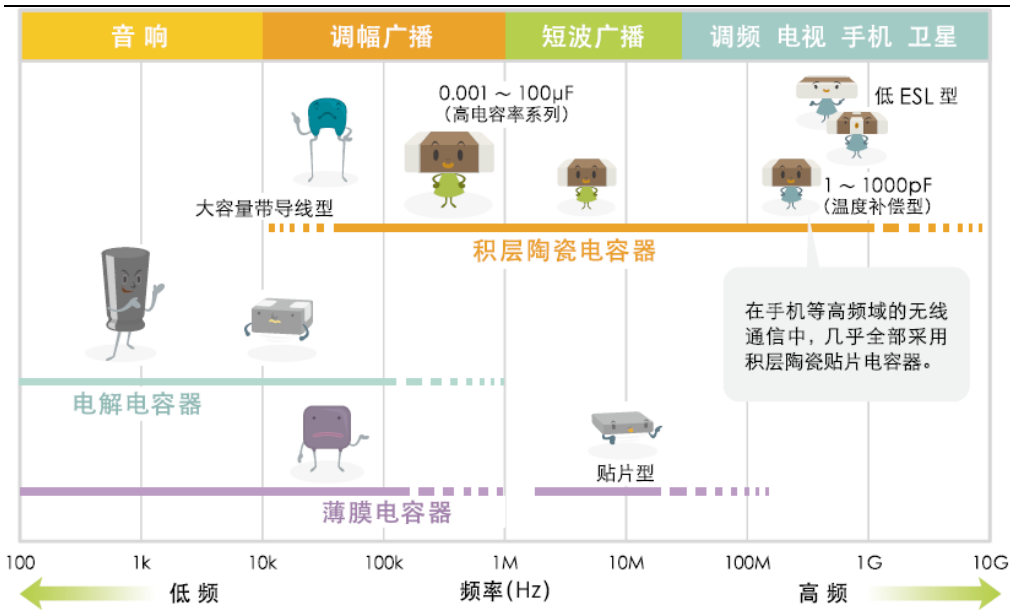 音响
调幅广播
短波广播
调频 电视 手机 卫星
0.001 ~ 100μF
（高电容率系列）
低 ESL 型
大容量带导线型
1 ~ 1000pF
（温度补偿型）
积层陶瓷电容器
在手机等高频域的无线
通信中，几乎全部采用
积层陶瓷贴片电容器。
电解电容器
贴片型
薄膜电容器
100 1k 10k 100k 1M 10M 100M 1G 10G
低 频
频率(Hz)
高 频